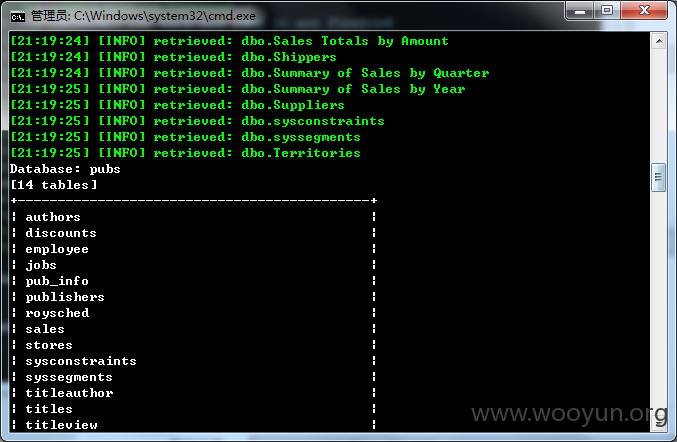 管理员: C:\Windows\system32\cmd.exe
[21:19:24] [INFO] retrieved: dbo.Sales Totals by Amount
[21:19:24] [INFO] retrieved: dbo.Shippers
[21:19:24] [INFO] retrieved: dbo.Summary of Sales by Quarter
[21:19:25] [INFO] retrieved: dbo.Summary of Sales by Year
[21:19:25] [INFO] retrieved: dbo.Suppliers
[21:19:25] [INFO] retrieved: dbo.sysconstraints
[21:19:25] [INFO] retrieved: dbo.syssegments
[21:19:25] [INFO] retrieved: dbo.Territories
Database: pubs
[14 tables]
+-------------------------------------------+
| authors |
| discounts |
| employee |
| jobs |
| pub_info |
| publishers |
| roysched |
| sales |
| stores |
| sysconstraints |
| syssegments |
| titleauthor |
| titles |
| titleview |
www.wooyun.org